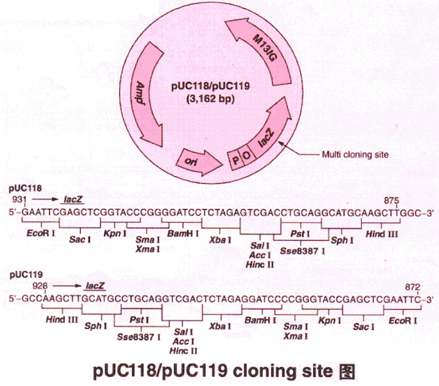 M13IG
Ampr
pUC118/pUC119
(3,162 bp)
ori
P O lacZ
Multi cloning site
pUC118
931 lacZ 875
5'-GAATTCGAGCTCGGTACCCGGGGATCCTCTAGAGTCGACCTGCAGGCATGCAAGCTTGGC-3'
EcoR I Sac I Kpn I Sma I BamH I Xba I Sal I Pst I Sph I Hind III
Xma I Acc I Sse8387 I
Hinc II
pUC119
928 lacZ 872
5'-GCCAAGCTTGCATGCCTGCAGGTCGACTCTAGAGGATCCCCGGGTACCGAGCTCGAATTC-3'
Hind III Sph I Pst I Sal I Xba I BamH I Sma I Kpn I Sac I EcoR I
Sse8387 I Acc I Xma I
Hinc II
pUC118/pUC119 cloning site 图